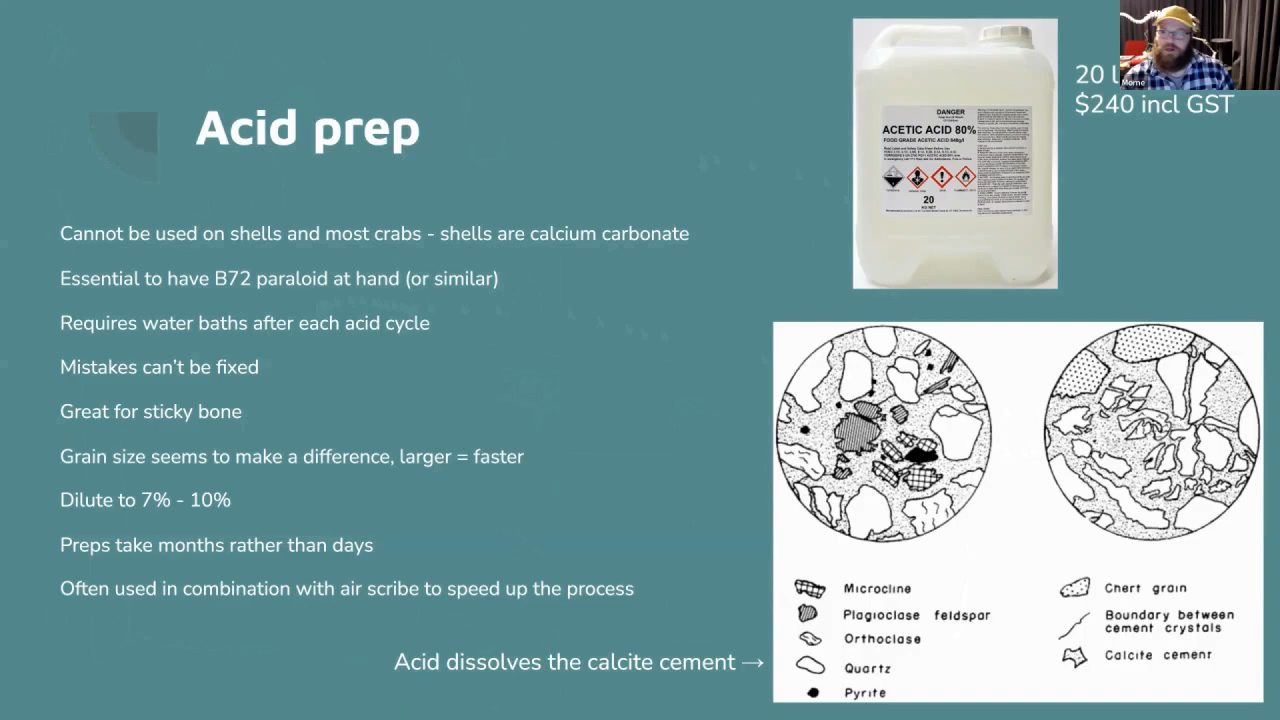 Acid prep
Cannot be used on shells and most crabs - shells are calcium carbonate
Essential to have B72 paraloid at hand (or similar)
Requires water baths after each acid cycle
Mistakes can't be fixed
Great for sticky bone
Grain size seems to make a difference, larger = faster
Dilute to 7% - 10%
Preps take months rather than days
Often used in combination with air scribe to speed up the process
Acid dissolves the calcite cement →
DANGER
ACETIC ACID 80%
FOOD GRADE ACETIC ACID
20
KG NET
20
$240 incl GST
Morne
Microcline
Plagioclase feldspar
Orthoclase
Quartz
Pyrite
Chert grain
Boundary between
cement crystals
Calcite cement